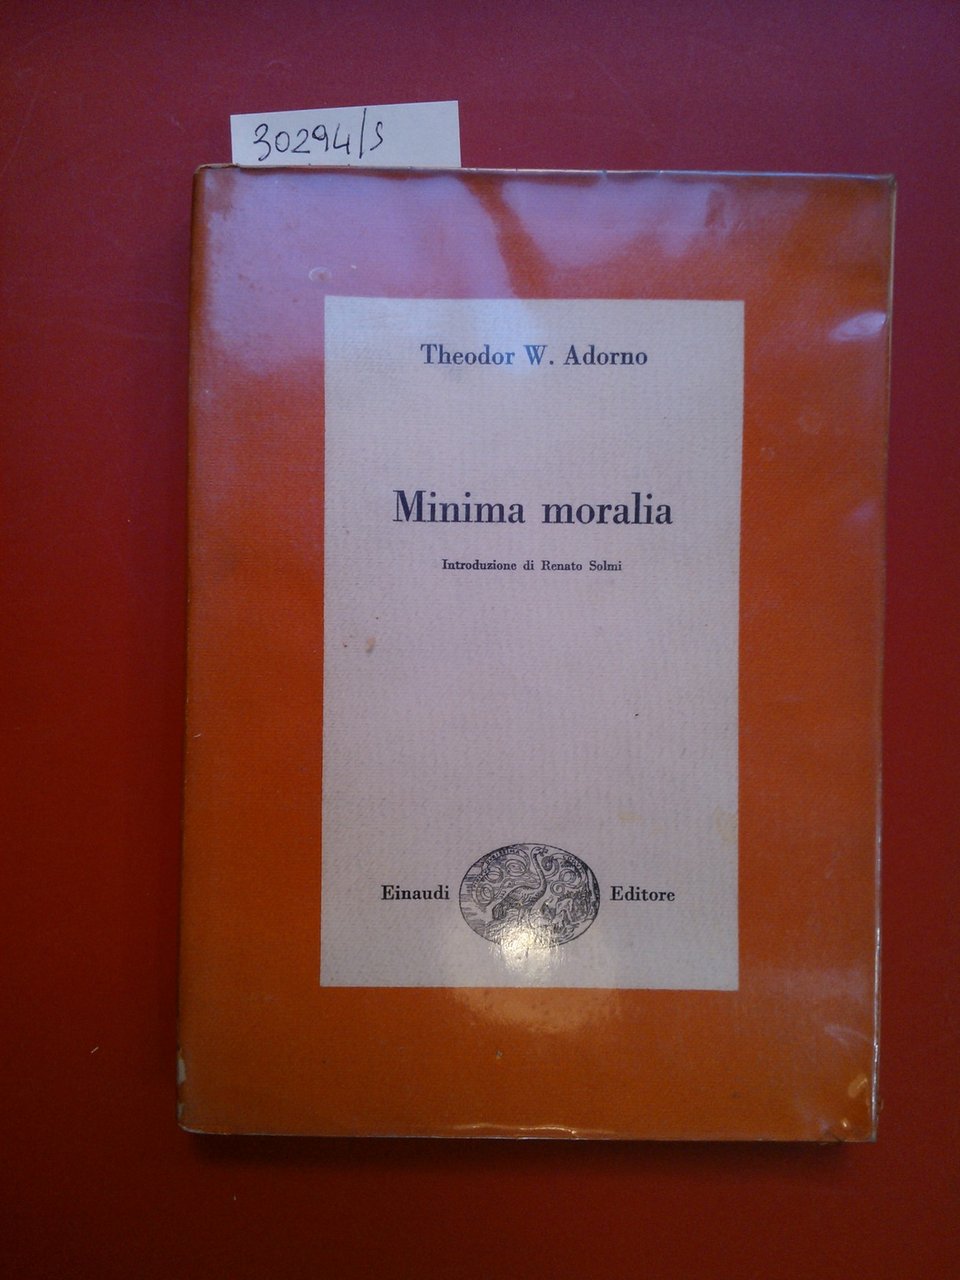 30294/S
Theodor W. Adorno
Minima moralia
Introduzione di Renato Solmi
Einaudi Editore